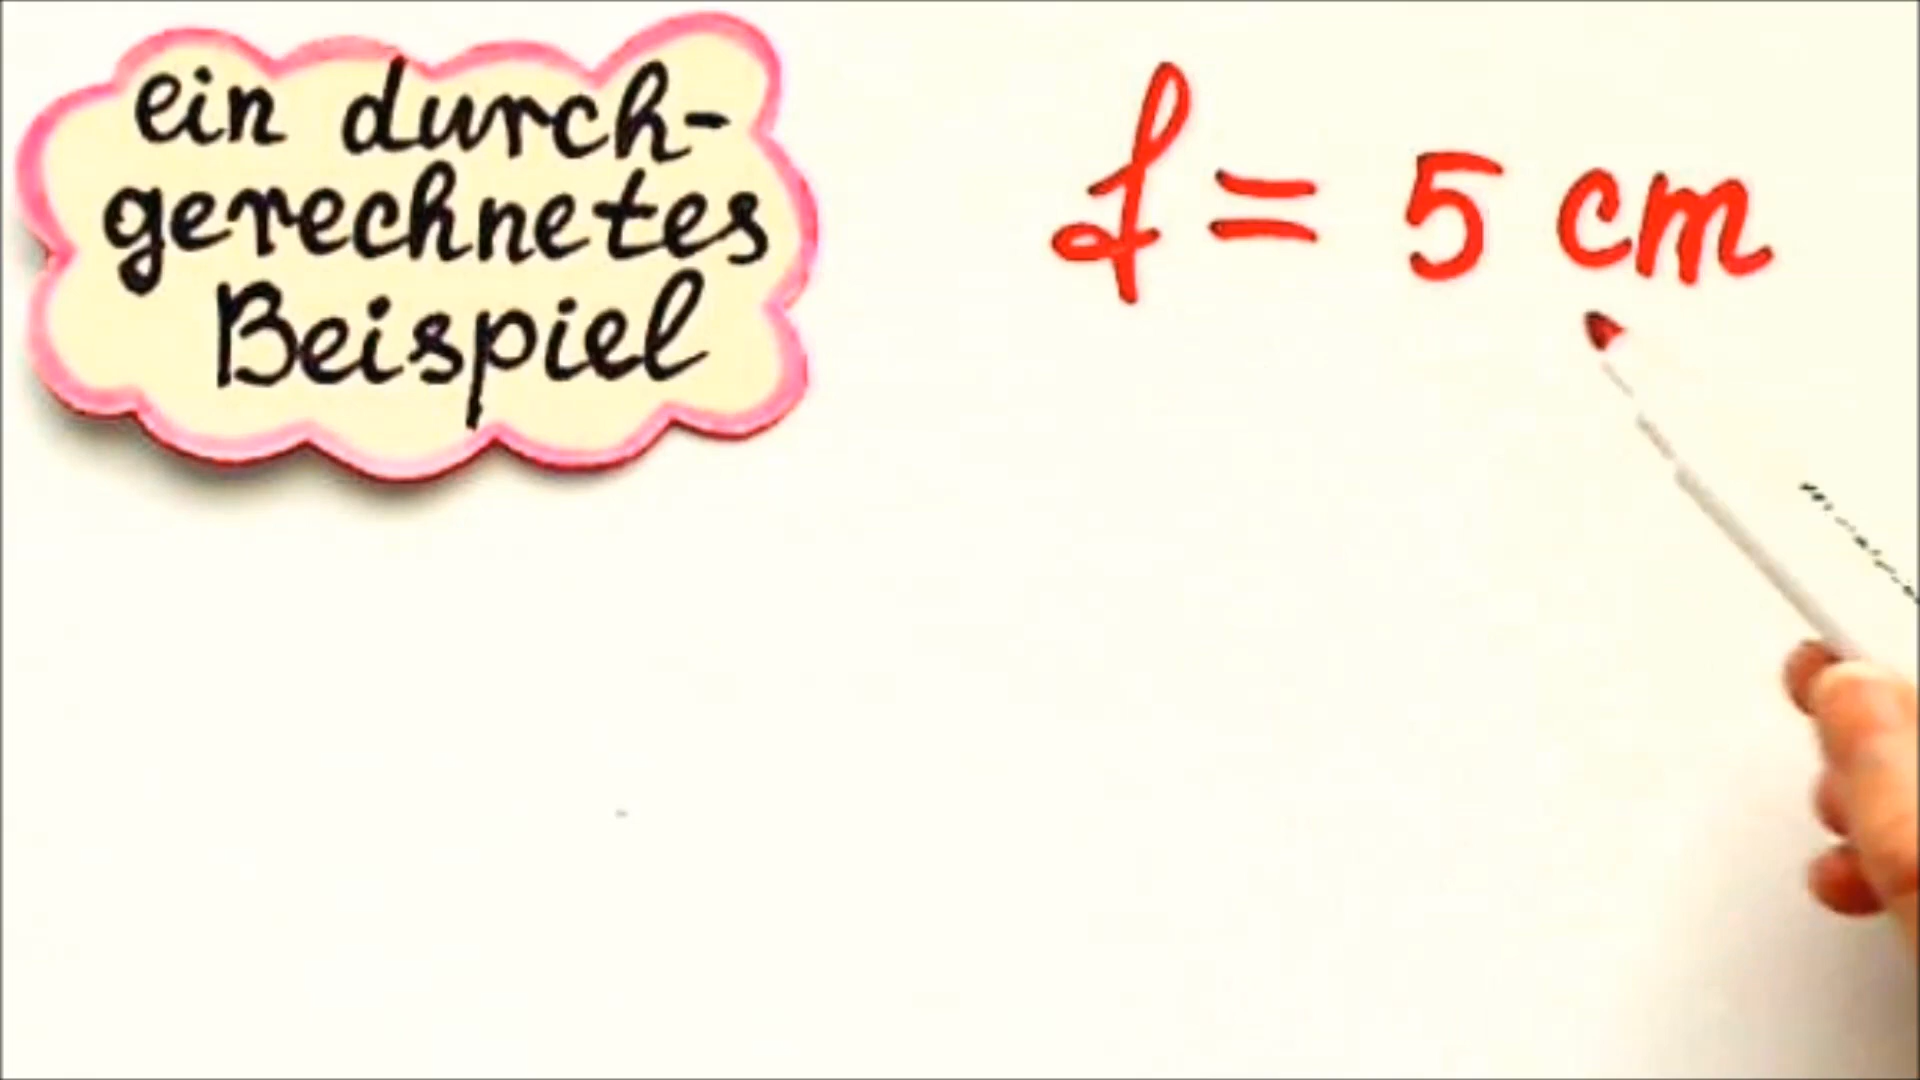 ein durch-
gerechnetes
Beispiel
f = 5 cm